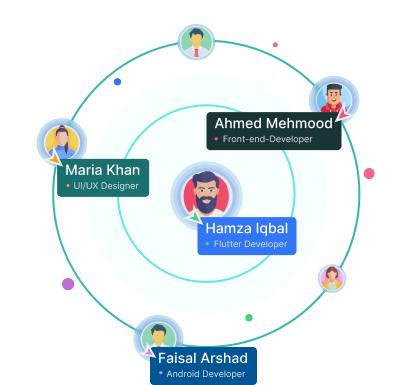 Ahmed Mehmood
Front-end-Developer
Maria Khan
UI/UX Designer
Hamza Iqbal
Flutter Developer
Faisal Arshad
Android Developer